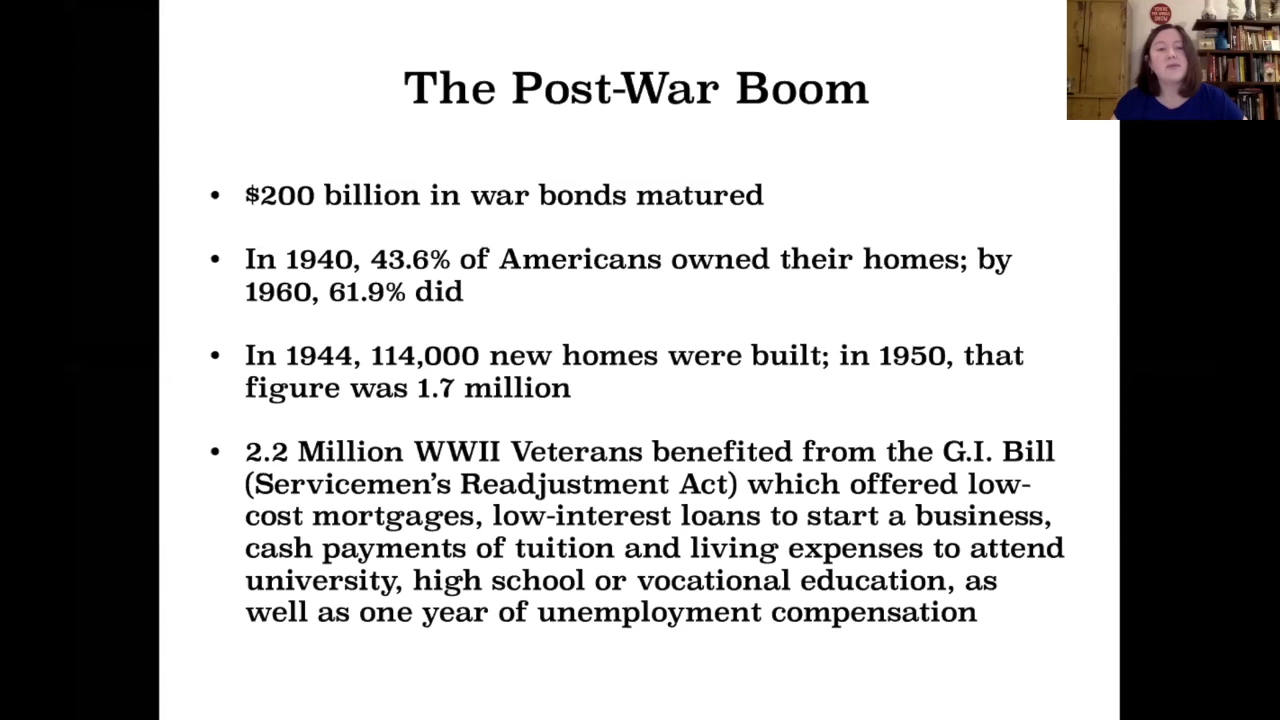 The Post-War Boom
• $200 billion in war bonds matured
• In 1940, 43.6% of Americans owned their homes; by
1960, 61.9% did
• In 1944, 114,000 new homes were built; in 1950, that
figure was 1.7 million
• 2.2 Million WWII Veterans benefited from the G.I. Bill
(Servicemen's Readjustment Act) which offered low-
cost mortgages, low-interest loans to start a business,
cash payments of tuition and living expenses to attend
university, high school or vocational education, as
well as one year of unemployment compensation